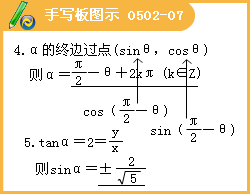 手写板图示 0502-07
4.α的终边过点(sinθ,cosθ)
则α=π/2-θ+2kπ (k∈Z)
cos (π/2-θ)
sin (π/2-θ)
5.tanα=2=y/x
则sinα=±2/√5